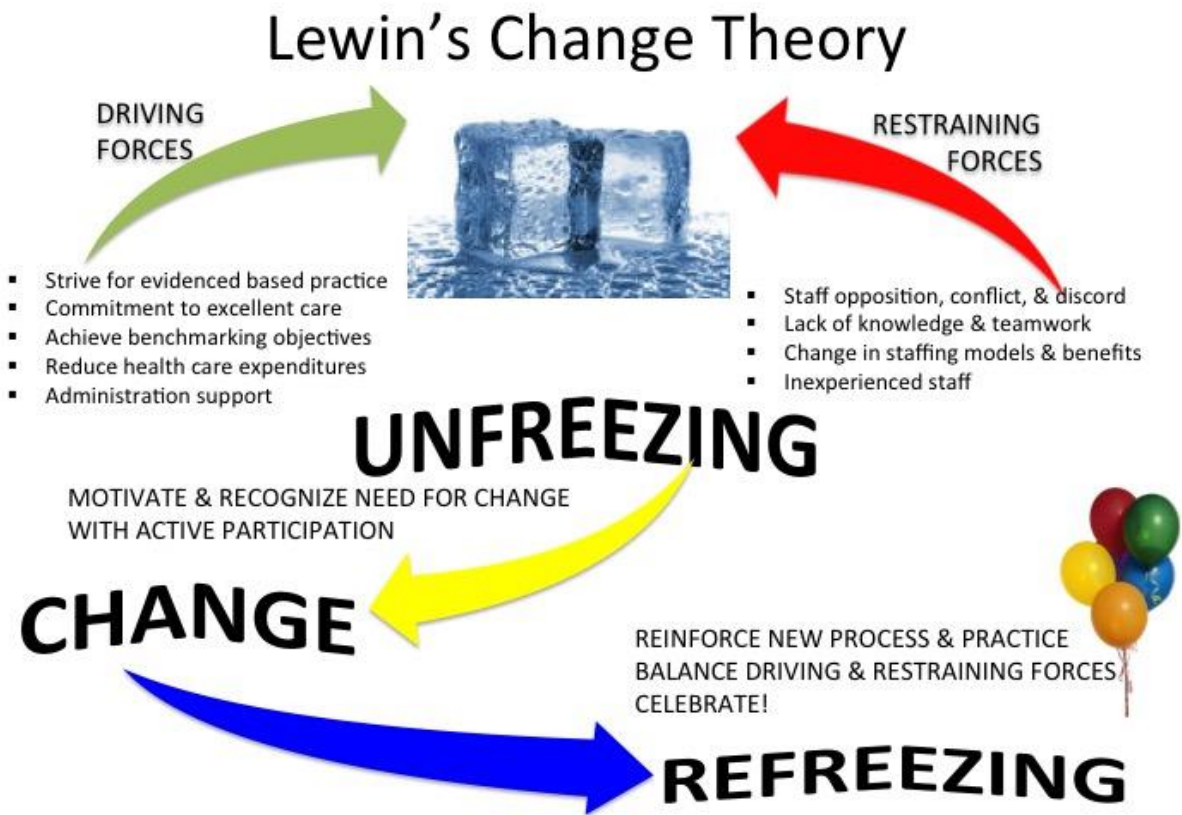 Lewin's Change Theory
DRIVING
FORCES
RESTRAINING
FORCES
▪ Strive for evidenced based practice
▪ Commitment to excellent care
▪ Achieve benchmarking objectives
▪ Reduce health care expenditures
▪ Administration support
▪ Staff opposition, conflict, & discord
▪ Lack of knowledge & teamwork
▪ Change in staffing models & benefits
▪ Inexperienced staff
UNFREEZING
MOTIVATE & RECOGNIZE NEED FOR CHANGE
WITH ACTIVE PARTICIPATION
CHANGE
REINFORCE NEW PROCESS & PRACTICE
BALANCE DRIVING & RESTRAINING FORCES
CELEBRATE!
REFREEZING